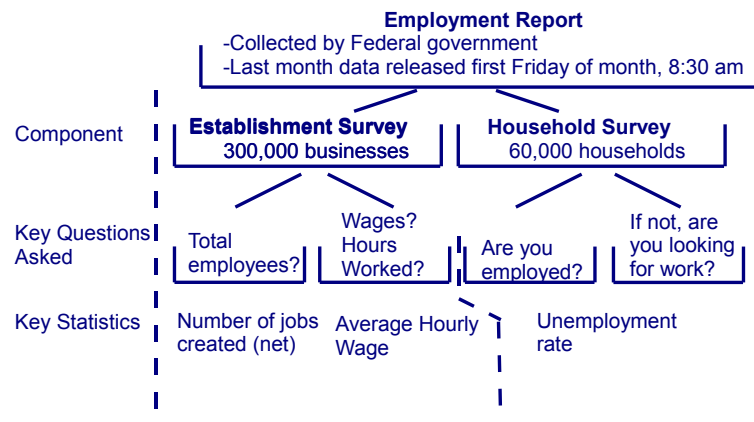 Employment Report
-Collected by Federal government
-Last month data released first Friday of month, 8:30 am
Component
Establishment Survey
300,000 businesses
Household Survey
60,000 households
Key Questions
Asked
Total
employees?
Wages?
Hours
Worked?
Are you
employed?
If not, are
you looking
for work?
Key Statistics
Number of jobs
created (net)
Average Hourly
Wage
Unemployment
rate